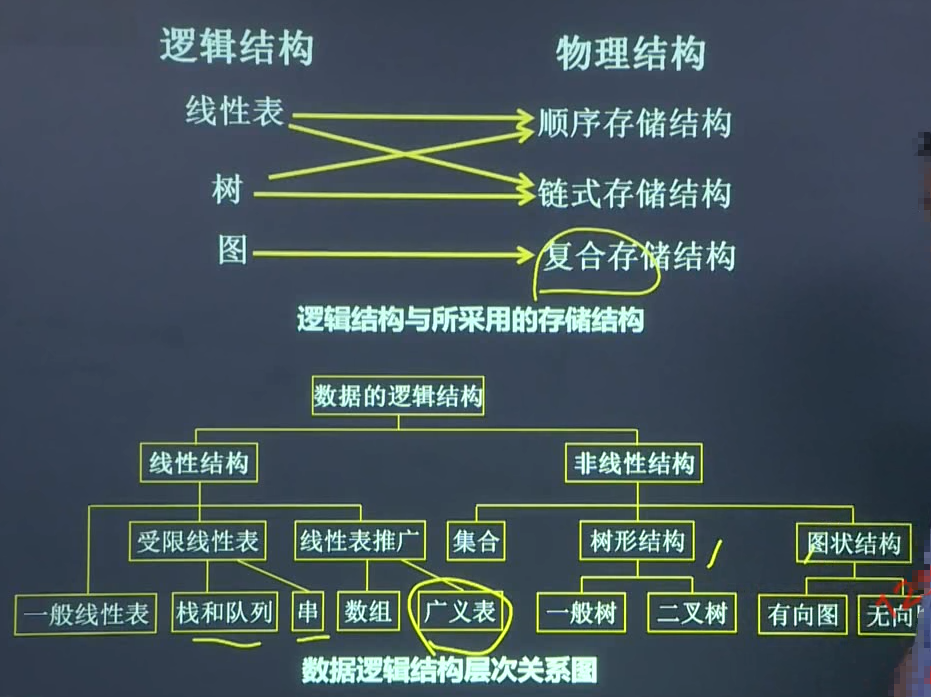 逻辑结构 物理结构
线性表 顺序存储结构
树 链式存储结构
图 复合存储结构
逻辑结构与所采用的存储结构
数据的逻辑结构
线性结构 非线性结构
受限线性表 线性表推广 集合 树形结构 图状结构
一般线性表 栈和队列 串 数组 广义表 一般树 二叉树 有向图 无向
数据逻辑结构层次关系图